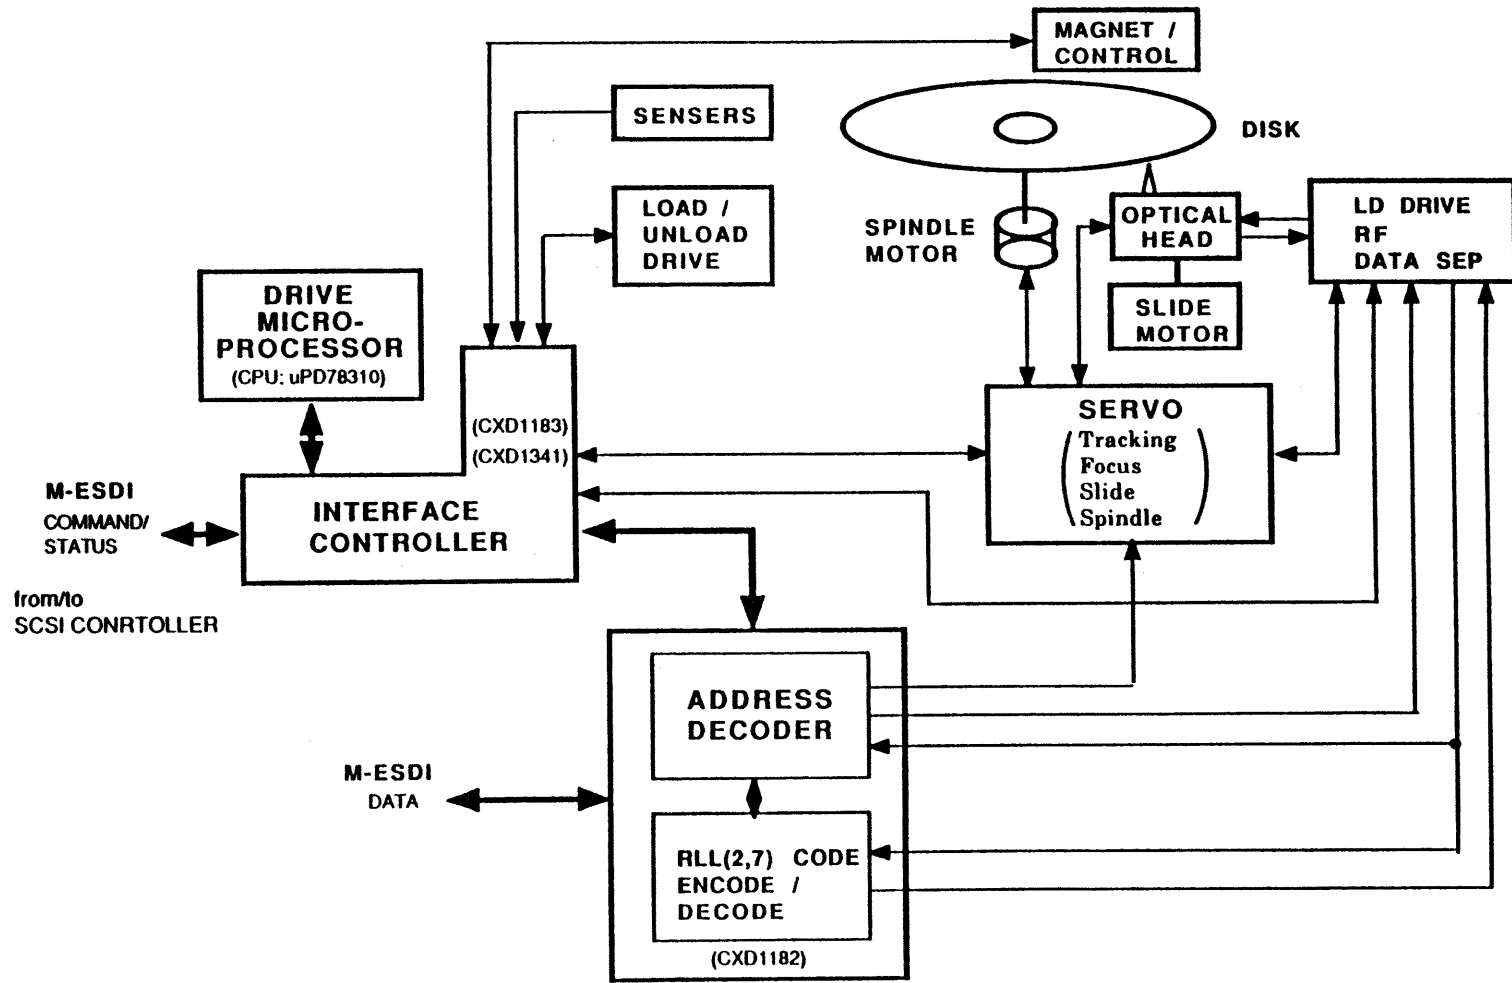 MAGNET /
CONTROL
SENSERS
DISK
LOAD /
UNLOAD
DRIVE
SPINDLE
MOTOR
OPTICAL
HEAD
LD DRIVE
RF
DATA SEP
SLIDE
MOTOR
DRIVE
MICRO-
PROCESSOR
(CPU: uPD78310)
SERVO
Tracking
Focus
Slide
Spindle
(CXD1183)
(CXD1341)
INTERFACE
CONTROLLER
M-ESDI
COMMAND/
STATUS
from/to
SCSI CONRTOLLER
ADDRESS
DECODER
M-ESDI
DATA
RLL(2,7) CODE
ENCODE /
DECODE
(CXD1182)